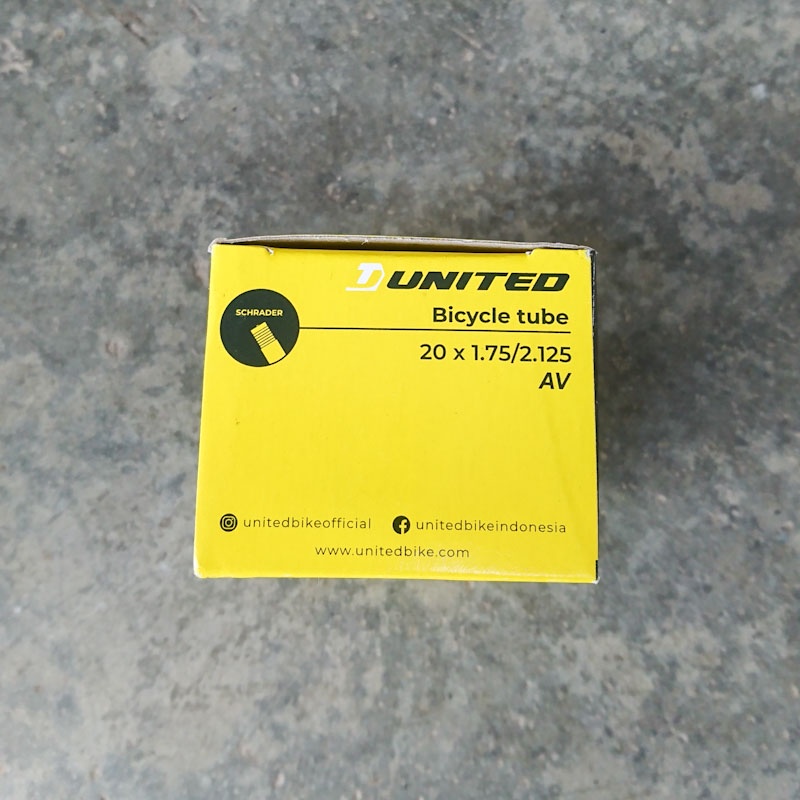 UNITED
SCHRADER
Bicycle tube
20 x 1.75/2.125
AV
unitedbikeofficial unitedbikeindonesia
www.unitedbike.com